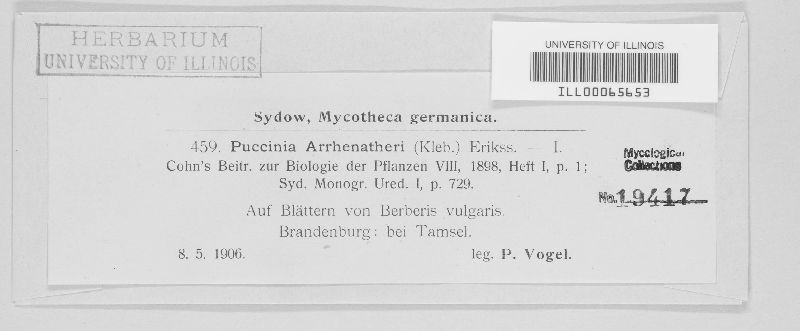 HERBARIUM
UNIVERSITY OF ILLINOIS
UNIVERSITY OF ILLINOIS
ILL00065653
Sydow, Mycotheca germanica.
459. Puccinia Arrhenatheri (Kleb.) Erikss. — I.
Cohn's Beitr. zur Biologie der Pflanzen VIII, 1898, Heft I, p. 1;
Syd. Monogr. Ured. I, p. 729.
Mycological
Collections
No. 19417
Auf Blättern von Berberis vulgaris.
Brandenburg: bei Tamsel.
8. 5. 1906. leg. P. Vogel.